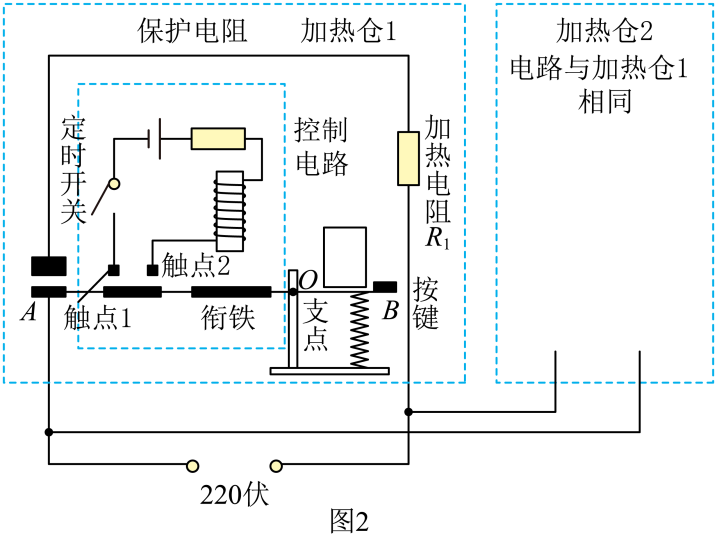 保护电阻
加热仓1
加热仓2
电路与加热仓1
相同
定时开关
控制
电路
加热电阻
R₁
触点2
O
A
触点1
衔铁
支点
B
按键
220伏
图2